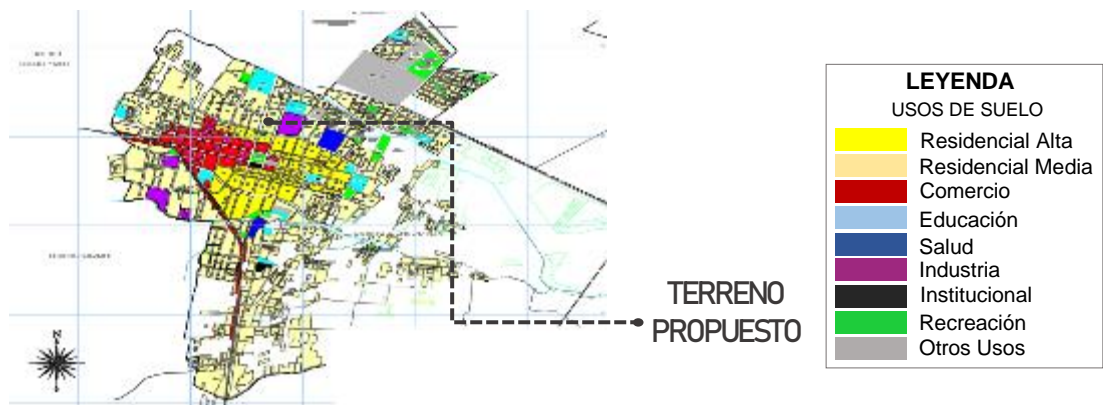 TERRENO
PROPUESTO
LEYENDA
USOS DE SUELO
Residencial Alta
Residencial Media
Comercio
Educación
Salud
Industria
Institucional
Recreación
Otros Usos
N